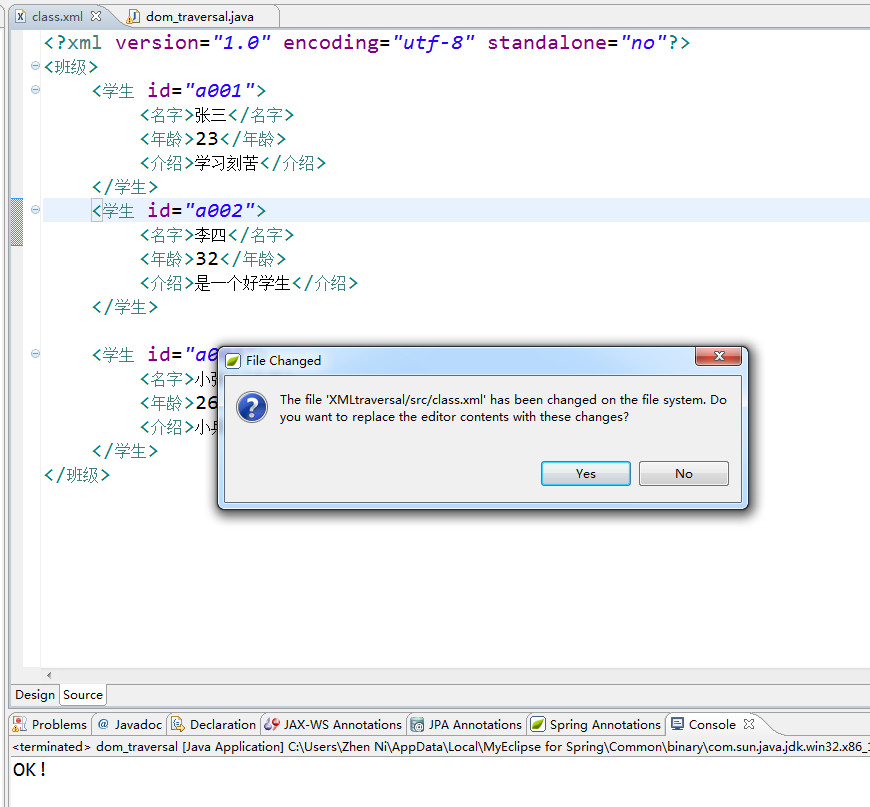 class.xml dom_traversal.java
<?xml version="1.0" encoding="utf-8" standalone="no"?>
<班级>
<学生 id="a001">
<名字>张三</名字>
<年龄>23</年龄>
<介绍>学习刻苦</介绍>
</学生>
<学生 id="a002">
<名字>李四</名字>
<年龄>32</年龄>
<介绍>是一个好学生</介绍>
</学生>
<学生 id="a0
<名字>小
<年龄>26
<介绍>小
</学生>
</班级>
File Changed
The file 'XMLtraversal/src/class.xml' has been changed on the file system. Do
you want to replace the editor contents with these changes?
Yes No
Design Source
Problems @ Javadoc Declaration JAX-WS Annotations JPA Annotations Spring Annotations Console
<terminated> dom_traversal [Java Application] C:\Users\Zhen Ni\AppData\Local\MyEclipse for Spring\Common\binary\com.sun.java.jdk.win32.x86_1
OK!